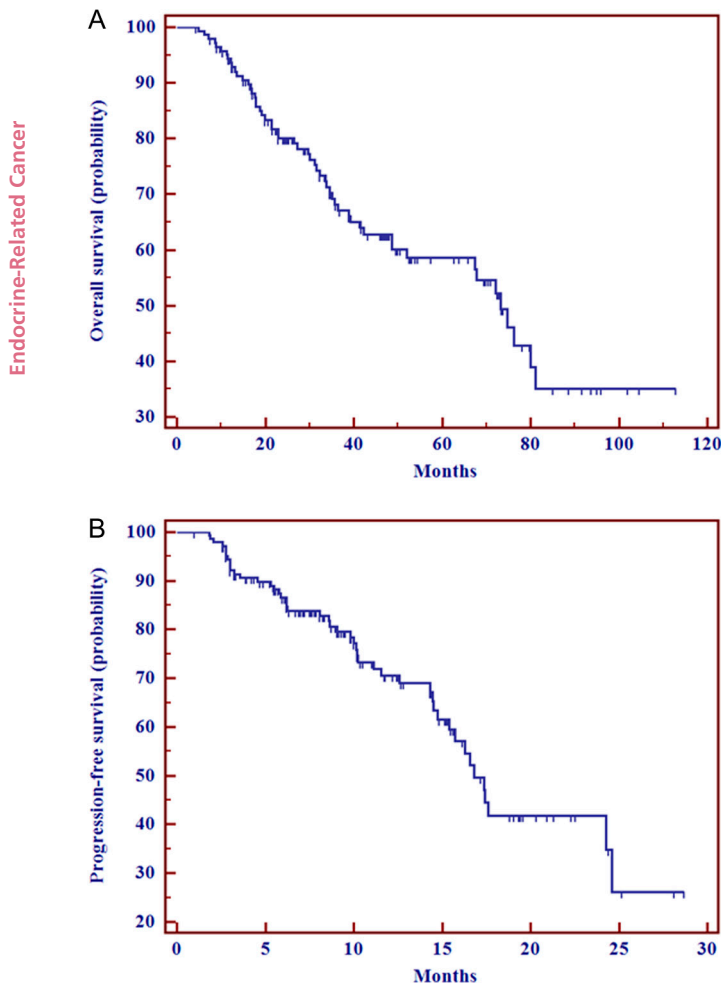 Endocrine-Related Cancer
A
Overall survival (probability)
100
90
80
70
60
50
40
30
0 20 40 60 80 100 120
Months
B
Progression-free survival (probability)
100
90
80
70
60
50
40
30
20
0 5 10 15 20 25 30
Months